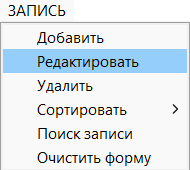 ЗАПИСЬ
Добавить
Редактировать
Удалить
Сортировать
Поиск записи
Очистить форму